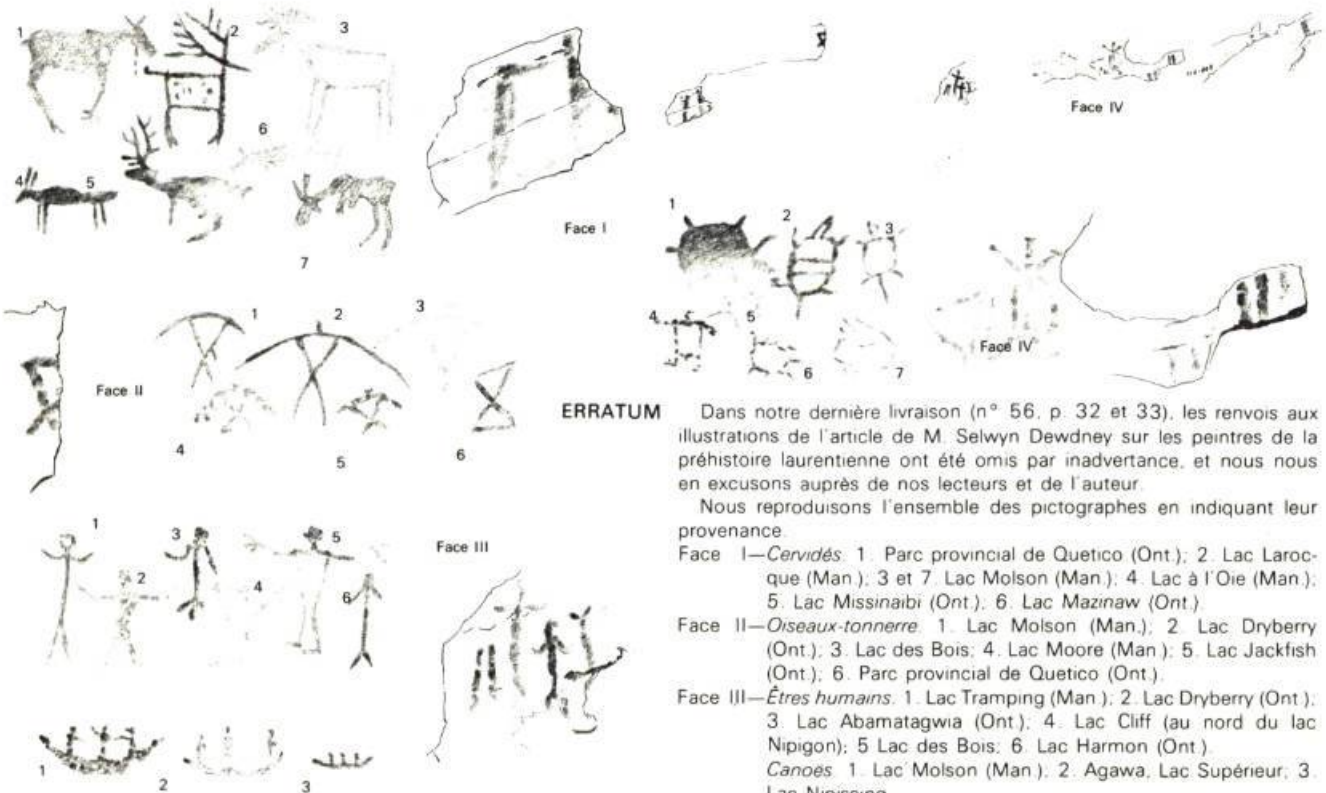 1
2
3
6
4
5
7
Face I
Face IV
1
2
3
4
5
6
7
Face IV
Face II
1
2
3
4
5
6
1
2
3
4
5
6
Face III
1
2
3
ERRATUM
Dans notre dernière livraison (n° 56, p. 32 et 33), les renvois aux
illustrations de l'article de M. Selwyn Dewdney sur les peintres de la
préhistoire laurentienne ont été omis par inadvertance, et nous nous
en excusons auprès de nos lecteurs et de l'auteur.
Nous reproduisons l'ensemble des pictographes en indiquant leur
provenance.
Face I—Cervidés. 1. Parc provincial de Quetico (Ont.); 2. Lac Laroc-
que (Man.); 3 et 7. Lac Molson (Man.); 4. Lac à l'Oie (Man.);
5. Lac Missinaibi (Ont.); 6. Lac Mazinaw (Ont.).
Face II—Oiseaux-tonnerre. 1. Lac Molson (Man.); 2. Lac Dryberry
(Ont.); 3. Lac des Bois; 4. Lac Moore (Man.); 5. Lac Jackfish
(Ont.); 6. Parc provincial de Quetico (Ont.).
Face III—Êtres humains. 1. Lac Tramping (Man.); 2. Lac Dryberry (Ont.);
3. Lac Abamatagwia (Ont.); 4. Lac Cliff (au nord du lac
Nipigon); 5 Lac des Bois; 6. Lac Harmon (Ont.).
Canoës. 1. Lac Molson (Man.); 2. Agawa, Lac Supérieur; 3.
Lac Nipissing